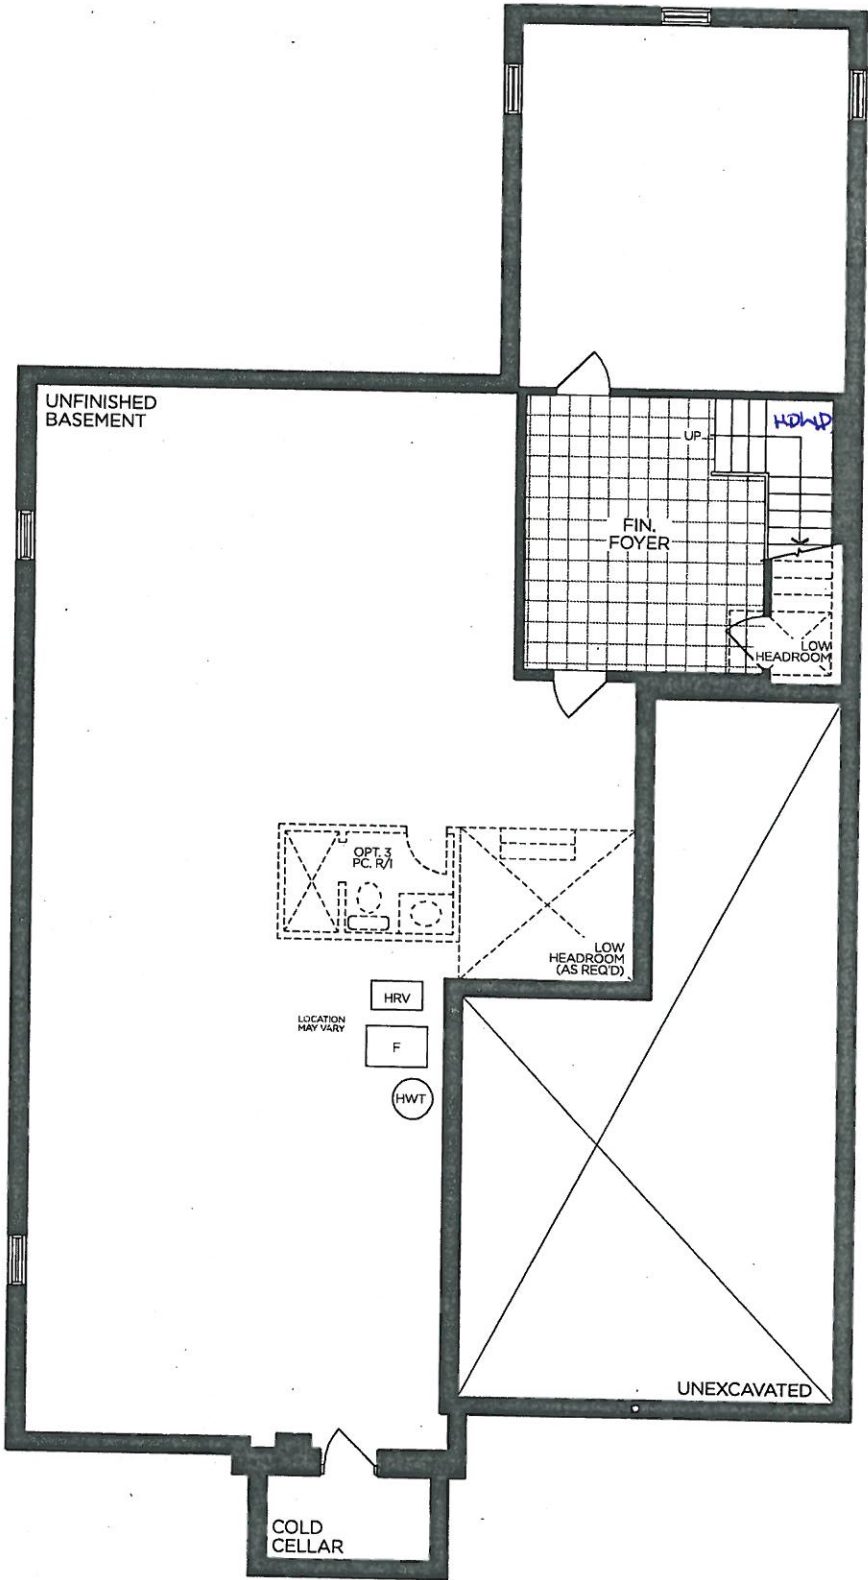 UNFINISHED
BASEMENT
HDWD
UP
FIN.
FOYER
LOW
HEADROOM
OPT. 3
PC. R/I
LOW
HEADROOM
(AS REQ'D)
HRV
LOCATION
MAY VARY
F
HWT
UNEXCAVATED
COLD
CELLAR